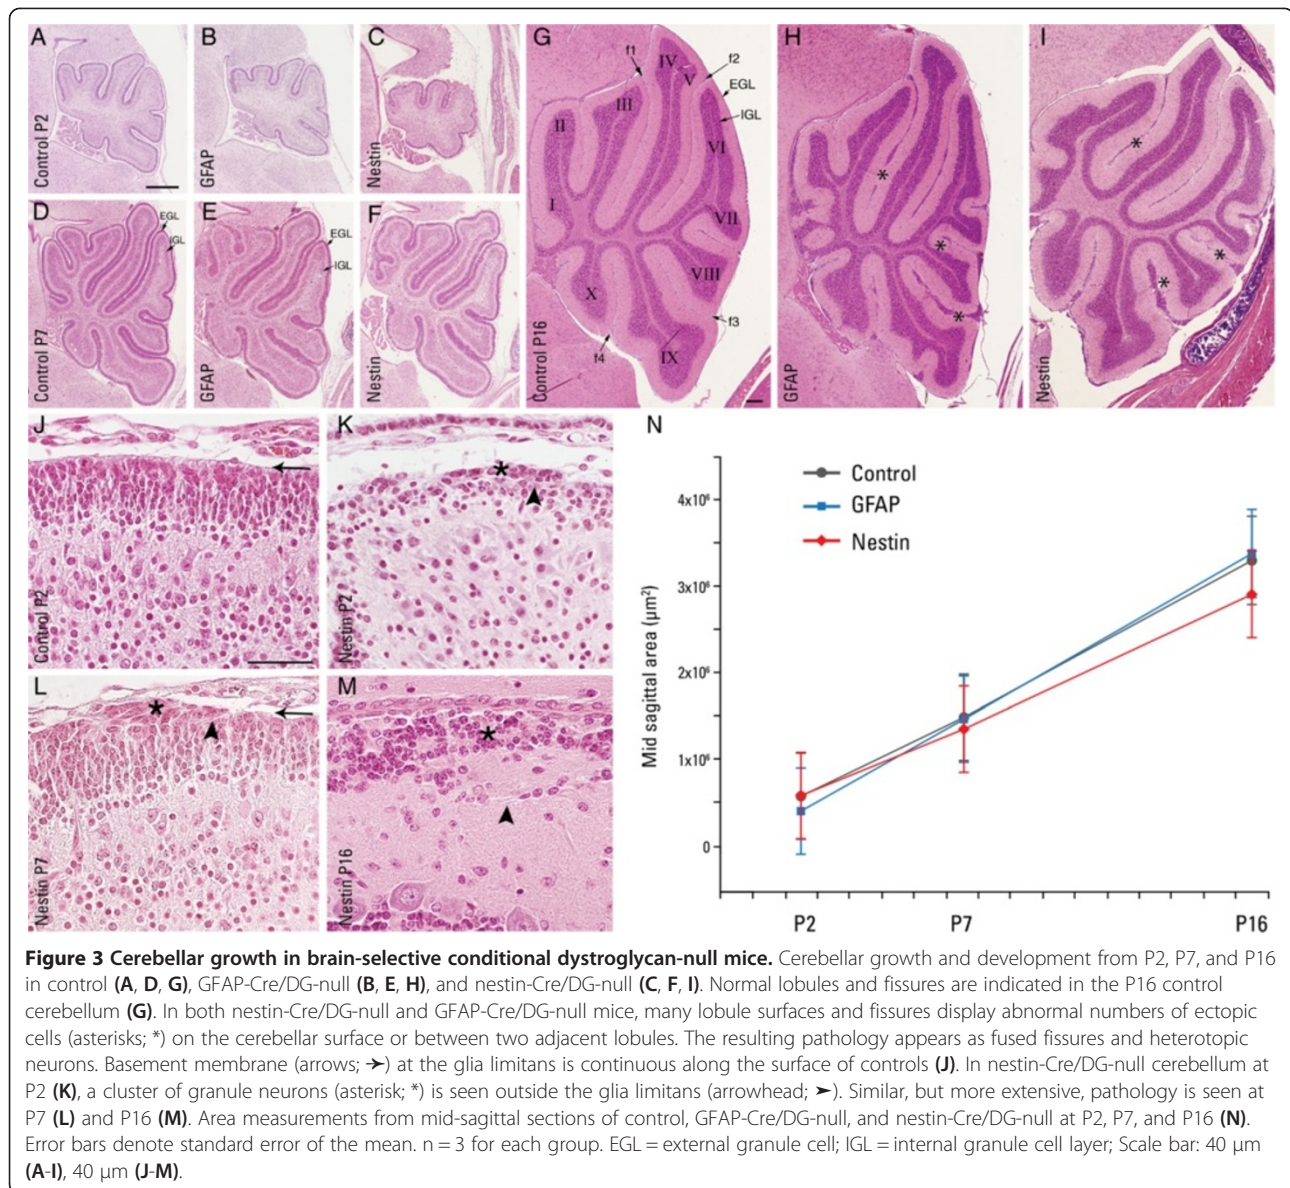 A
Control P2
B
GFAP
C
Nestin
D
EGL
IGL
Control P7
E
EGL
IGL
GFAP
F
Nestin
G
f1
IV
V
f2
EGL
III
IGL
II
VI
I
VII
VIII
X
f3
f4
IX
Control P16
H
*
*
*
GFAP
I
*
*
*
Nestin
J
Control P2
K
*
Nestin P2
L
*
Nestin P7
M
*
Nestin P16
N
Control
GFAP
Nestin
Mid sagittal area (µm²)
4x10⁶
3x10⁶
2x10⁶
1x10⁶
0
P2 P7 P16
Figure 3 Cerebellar growth in brain-selective conditional dystroglycan-null mice. Cerebellar growth and development from P2, P7, and P16
in control (A, D, G), GFAP-Cre/DG-null (B, E, H), and nestin-Cre/DG-null (C, F, I). Normal lobules and fissures are indicated in the P16 control
cerebellum (G). In both nestin-Cre/DG-null and GFAP-Cre/DG-null mice, many lobule surfaces and fissures display abnormal numbers of ectopic
cells (asterisks; *) on the cerebellar surface or between two adjacent lobules. The resulting pathology appears as fused fissures and heterotopic
neurons. Basement membrane (arrows; ➔) at the glia limitans is continuous along the surface of controls (J). In nestin-Cre/DG-null cerebellum at
P2 (K), a cluster of granule neurons (asterisk; *) is seen outside the glia limitans (arrowhead; ➤). Similar, but more extensive, pathology is seen at
P7 (L) and P16 (M). Area measurements from mid-sagittal sections of control, GFAP-Cre/DG-null, and nestin-Cre/DG-null at P2, P7, and P16 (N).
Error bars denote standard error of the mean. n = 3 for each group. EGL = external granule cell; IGL = internal granule cell layer; Scale bar: 40 µm
(A-I), 40 µm (J-M).